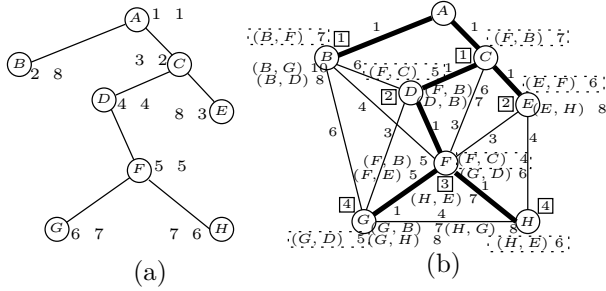 A 1 1
B 2 8
3 2 C
D 4 4
8 3 E
F 5 5
G 6 7
7 6 H
(a)
A
1 1
(B, F) 7 1 (F, B) 7
B 1 C
(B, G) 10 6 (F, C) 5 1 1
(B, D) 8
D (F, B) 6 (E, F) 6
2 (D, B) 7 2 E (E, H) 8
4 1 3
6 3 3 4
(F, B) 5 F (F, C) 4
(F, E) 5 (G, D) 6
3 1
(H, E) 7
4 4
G 1 4 H
(G, B) 7 (H, G) 8
(G, D) 5 (G, H) 8 (H, E) 6
(b)